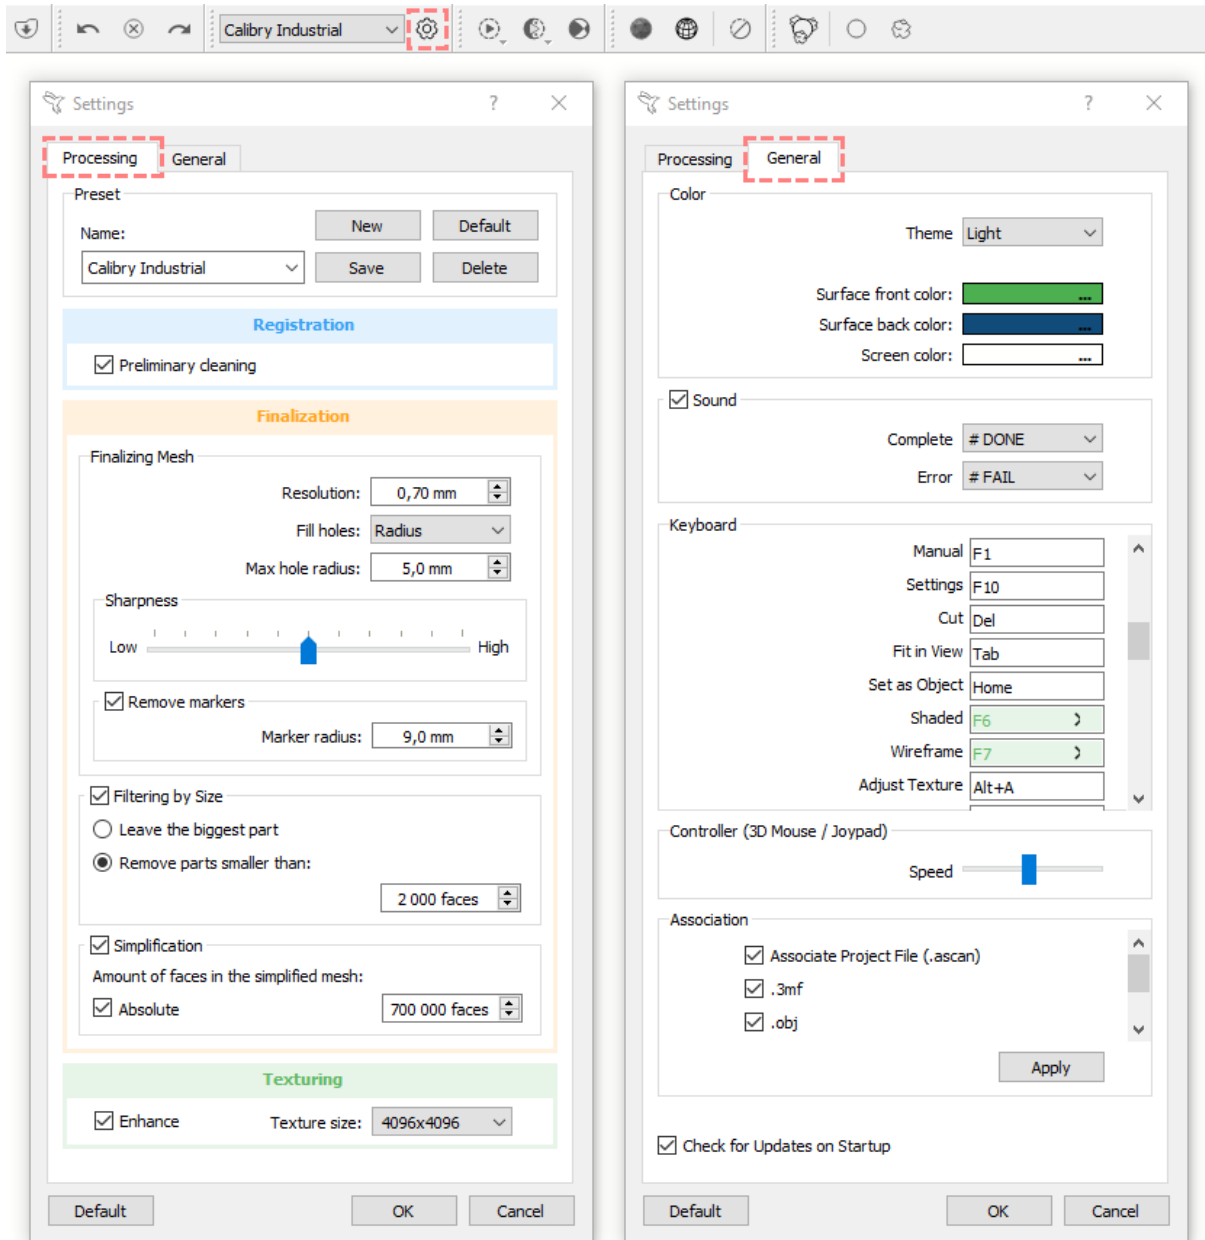 Calibry Industrial
Settings
?
Processing
General
Preset
Name:
New
Default
Calibry Industrial
Save
Delete
Registration
Preliminary cleaning
Finalization
Finalizing Mesh
Resolution:
0,70 mm
Fill holes:
Radius
Max hole radius:
5,0 mm
Sharpness
Low
High
Remove markers
Marker radius:
9,0 mm
Filtering by Size
Leave the biggest part
Remove parts smaller than:
2 000 faces
Simplification
Amount of faces in the simplified mesh:
Absolute
700 000 faces
Texturing
Enhance
Texture size:
4096x4096
Default
OK
Cancel
Settings
?
Processing
General
Color
Theme
Light
Surface front color:
...
Surface back color:
...
Screen color:
...
Sound
Complete
# DONE
Error
# FAIL
Keyboard
Manual
F1
Settings
F10
Cut
Del
Fit in View
Tab
Set as Object
Home
Shaded
F6
Wireframe
F7
Adjust Texture
Alt+A
Controller (3D Mouse / Joypad)
Speed
Association
Associate Project File (.ascan)
.3mf
.obj
Apply
Check for Updates on Startup
Default
OK
Cancel